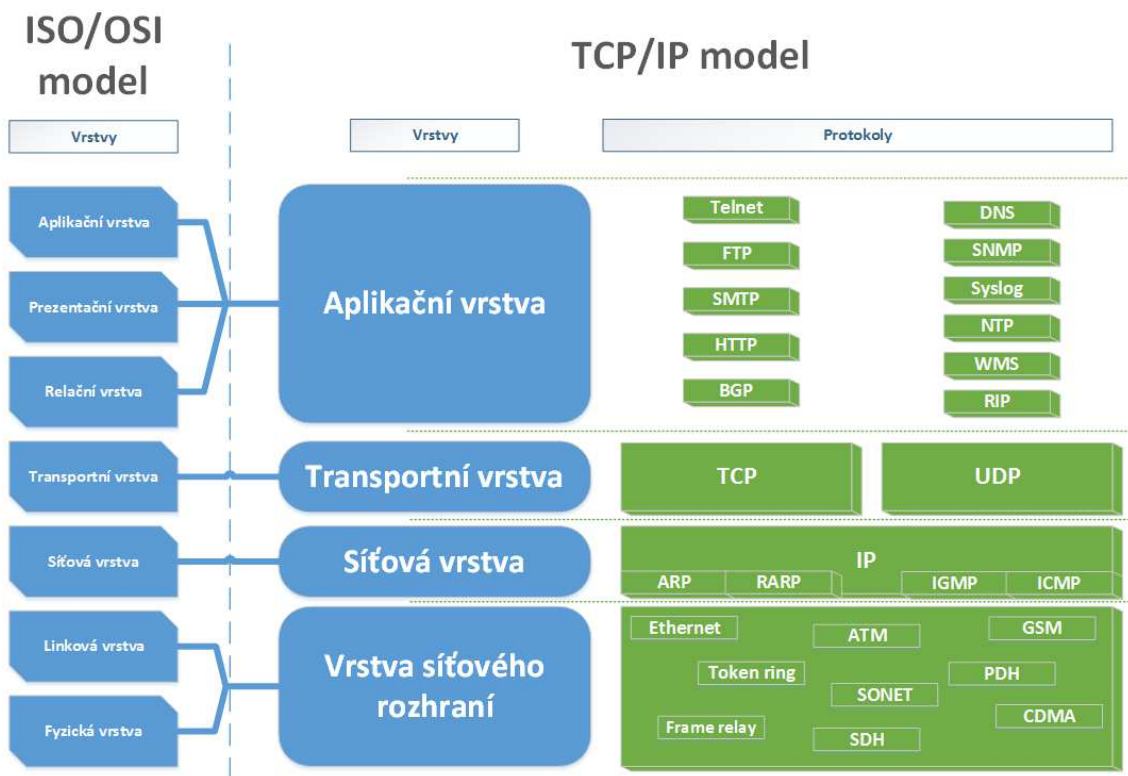 ISO/OSI
model
TCP/IP model
Vrstvy
Vrstvy
Protokoly
Aplikační vrstva
Prezentační vrstva
Relační vrstva
Transportní vrstva
Síťová vrstva
Linková vrstva
Fyzická vrstva
Aplikační vrstva
Transportní vrstva
Síťová vrstva
Vrstva síťového
rozhraní
Telnet
FTP
SMTP
HTTP
BGP
DNS
SNMP
Syslog
NTP
WMS
RIP
TCP
UDP
IP
ARP
RARP
IGMP
ICMP
Ethernet
ATM
GSM
Token ring
PDH
SONET
CDMA
Frame relay
SDH